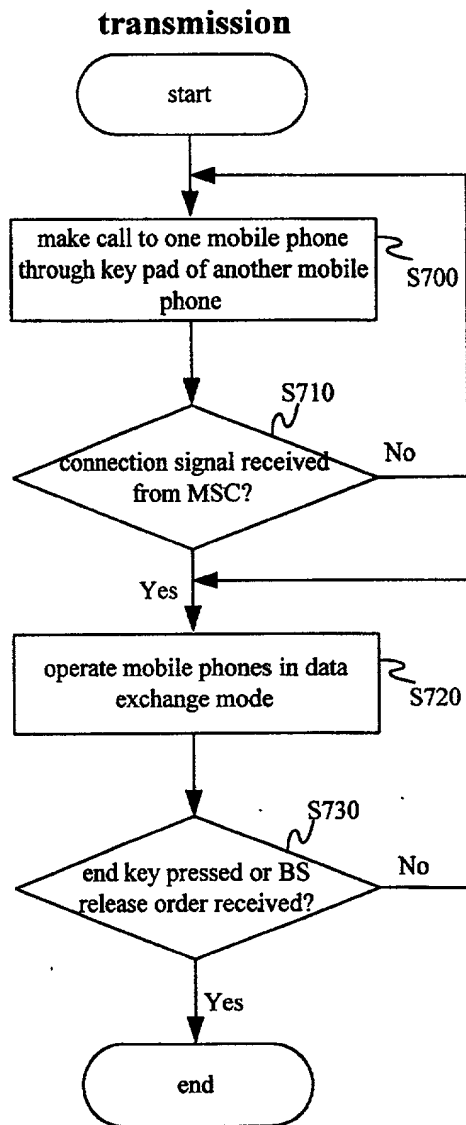 transmission
start
make call to one mobile phone
through key pad of another mobile
phone
S700
S710
connection signal received
from MSC?
No
Yes
operate mobile phones in data
exchange mode
S720
S730
end key pressed or BS
release order received?
No
Yes
end